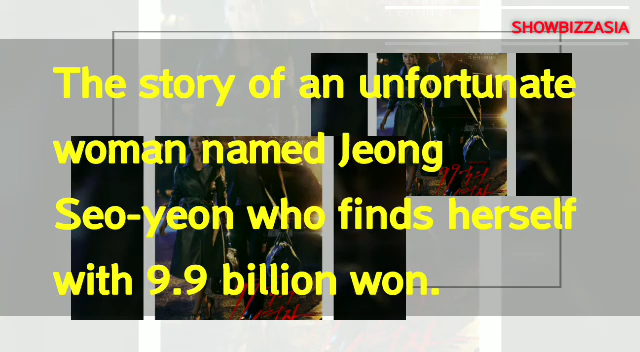 SHOWBIZZASIA
The story of an unfortunate
woman named Jeong
Seo-yeon who finds herself
with 9.9 billion won.